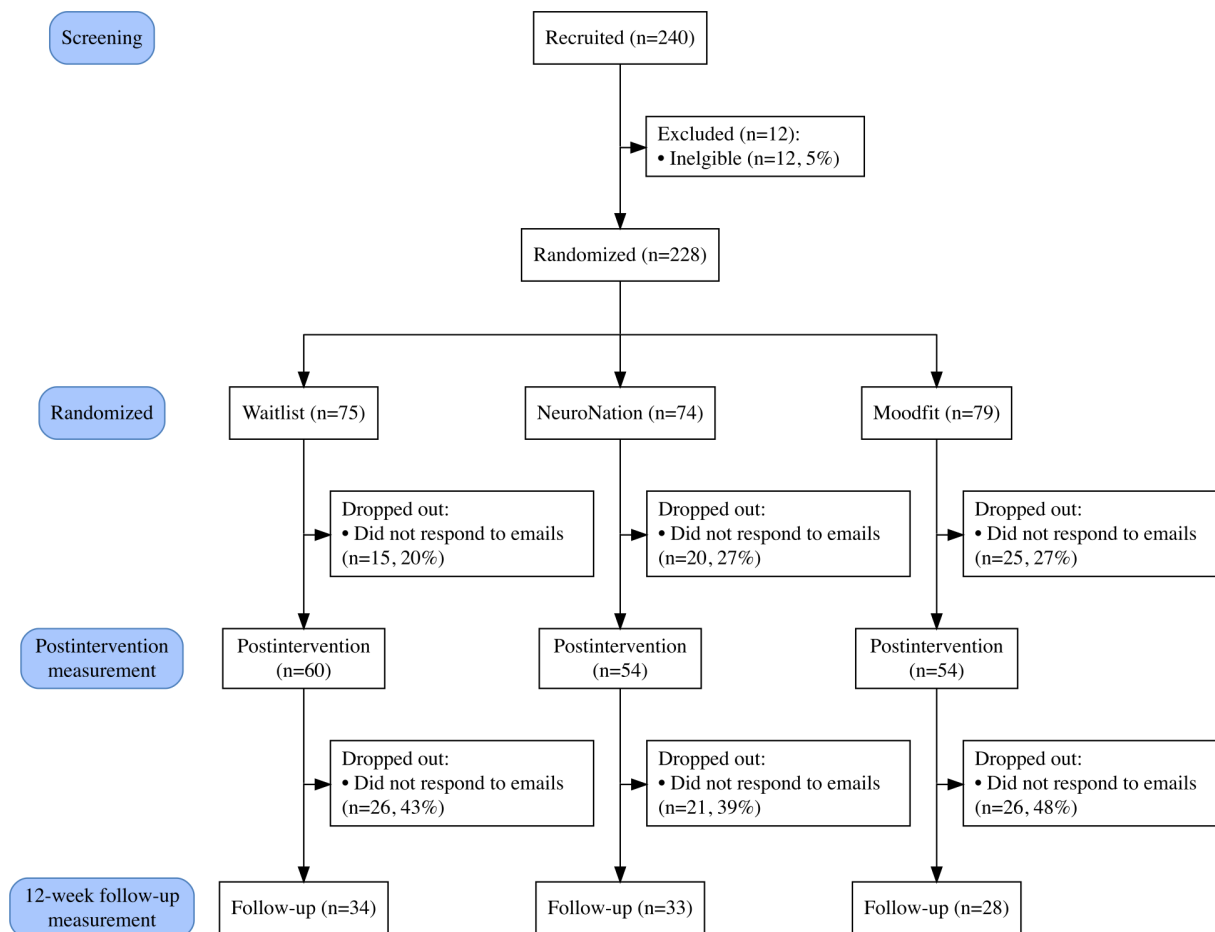 Screening
Recruited (n=240)
Excluded (n=12):
• Inelgible (n=12, 5%)
Randomized (n=228)
Randomized
Waitlist (n=75)
NeuroNation (n=74)
Moodfit (n=79)
Dropped out:
• Did not respond to emails
(n=15, 20%)
Dropped out:
• Did not respond to emails
(n=20, 27%)
Dropped out:
• Did not respond to emails
(n=25, 27%)
Postintervention
measurement
Postintervention
(n=60)
Postintervention
(n=54)
Postintervention
(n=54)
Dropped out:
• Did not respond to emails
(n=26, 43%)
Dropped out:
• Did not respond to emails
(n=21, 39%)
Dropped out:
• Did not respond to emails
(n=26, 48%)
12-week follow-up
measurement
Follow-up (n=34)
Follow-up (n=33)
Follow-up (n=28)